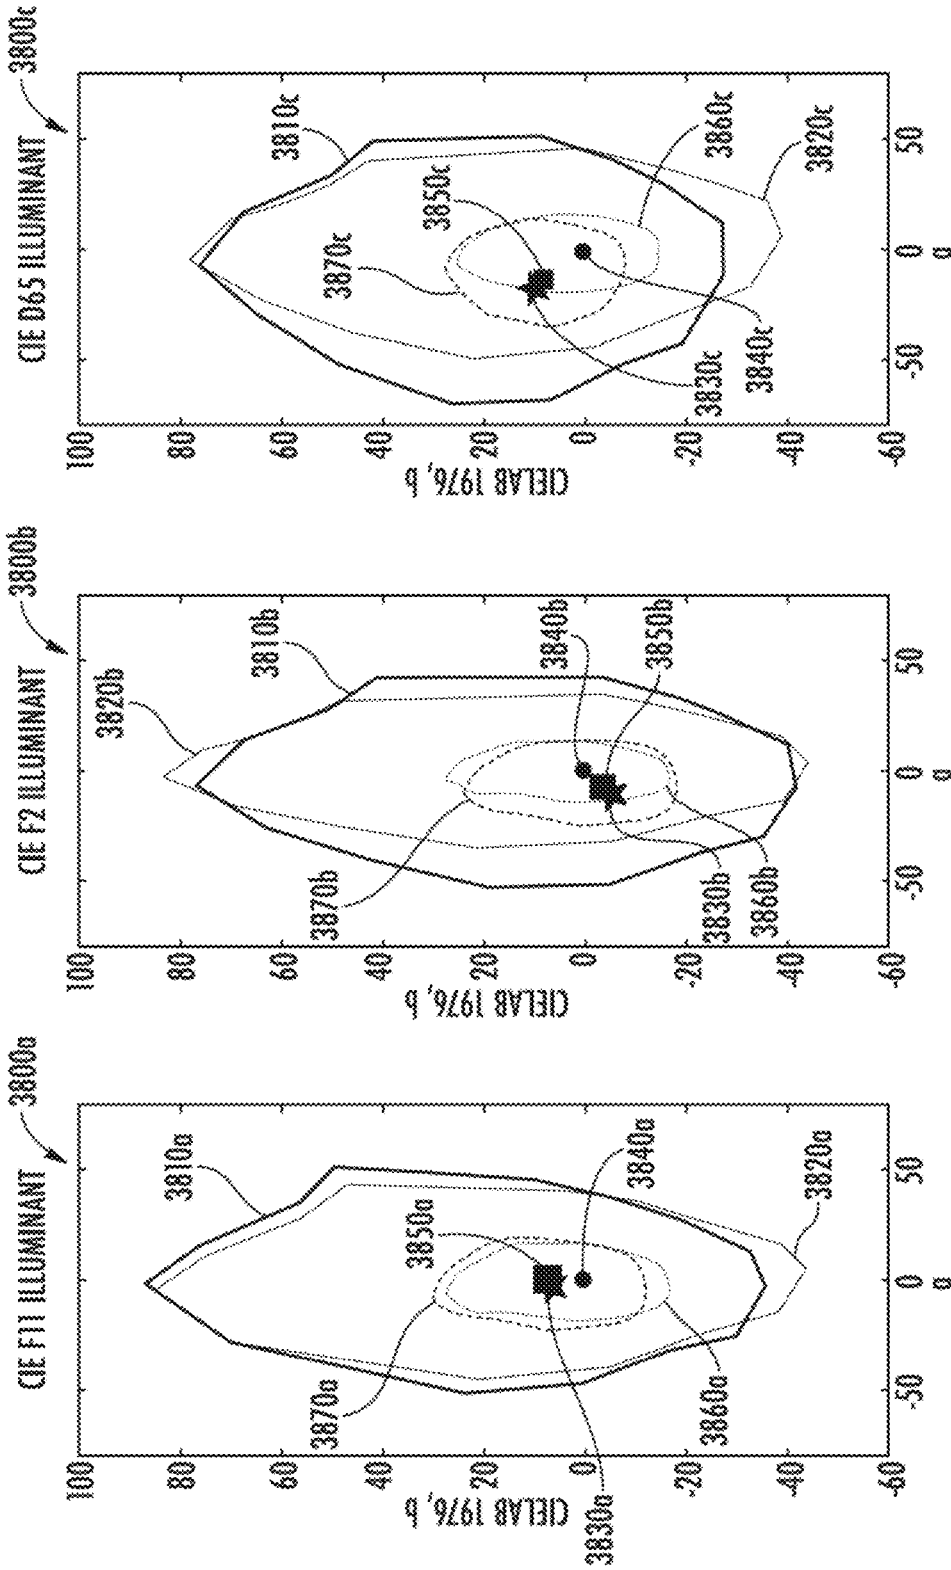 CIE F11 ILLUMINANT
3800a
CIELAB 1976, b
100
80
60
40
20
0
-20
-40
-60
-50
0
50
a
3810a
3820a
3830a
3840a
3850a
3860a
3870a
CIE F2 ILLUMINANT
3800b
CIELAB 1976, b
100
80
60
40
20
0
-20
-40
-60
-50
0
50
a
3810b
3820b
3830b
3840b
3850b
3860b
3870b
CIE D65 ILLUMINANT
3800c
CIELAB 1976, b
100
80
60
40
20
0
-20
-40
-60
-50
0
50
a
3810c
3820c
3830c
3840c
3850c
3860c
3870c